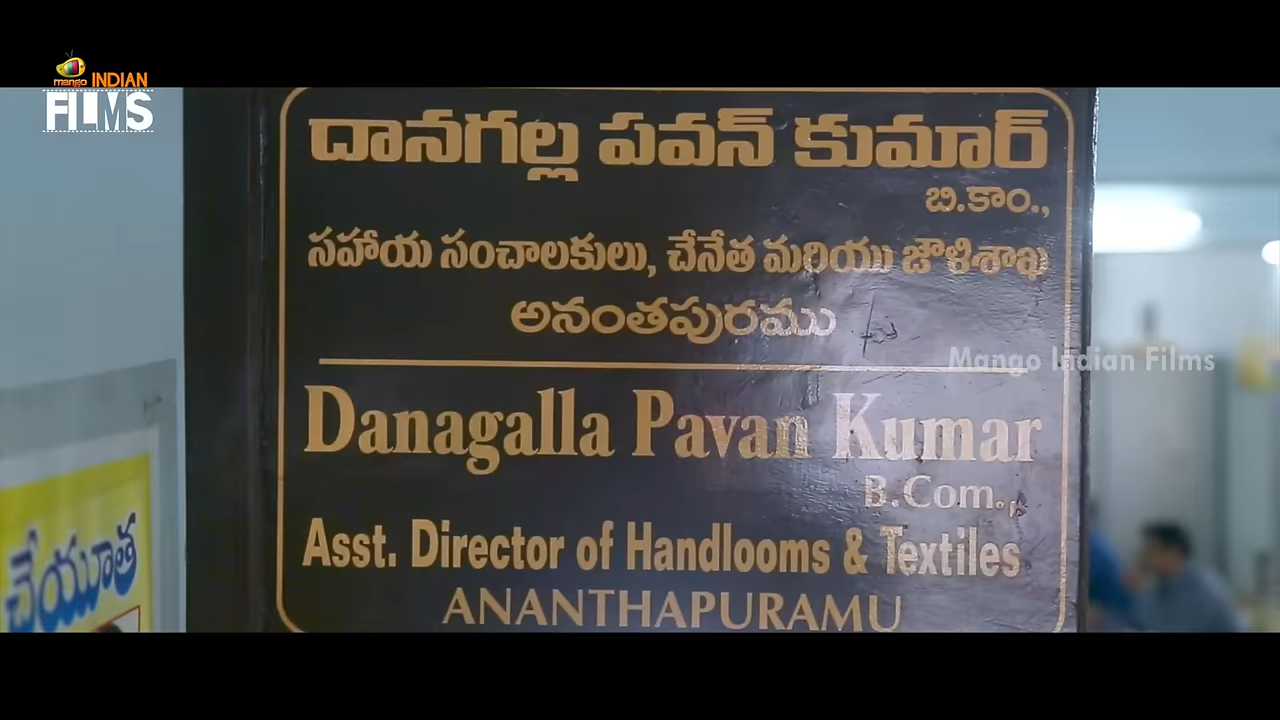 mango INDIAN
FILMS
దానగల్ల పవన్ కుమార్
బి.కాం.,
సహాయ సంచాలకులు, చేనేత మరియు జౌళిశాఖ
అనంతపురము
Mango Indian Films
Danagalla Pavan Kumar
B.Com.,
Asst. Director of Handlooms & Textiles
ANANTHAPURAMU
చేయూత